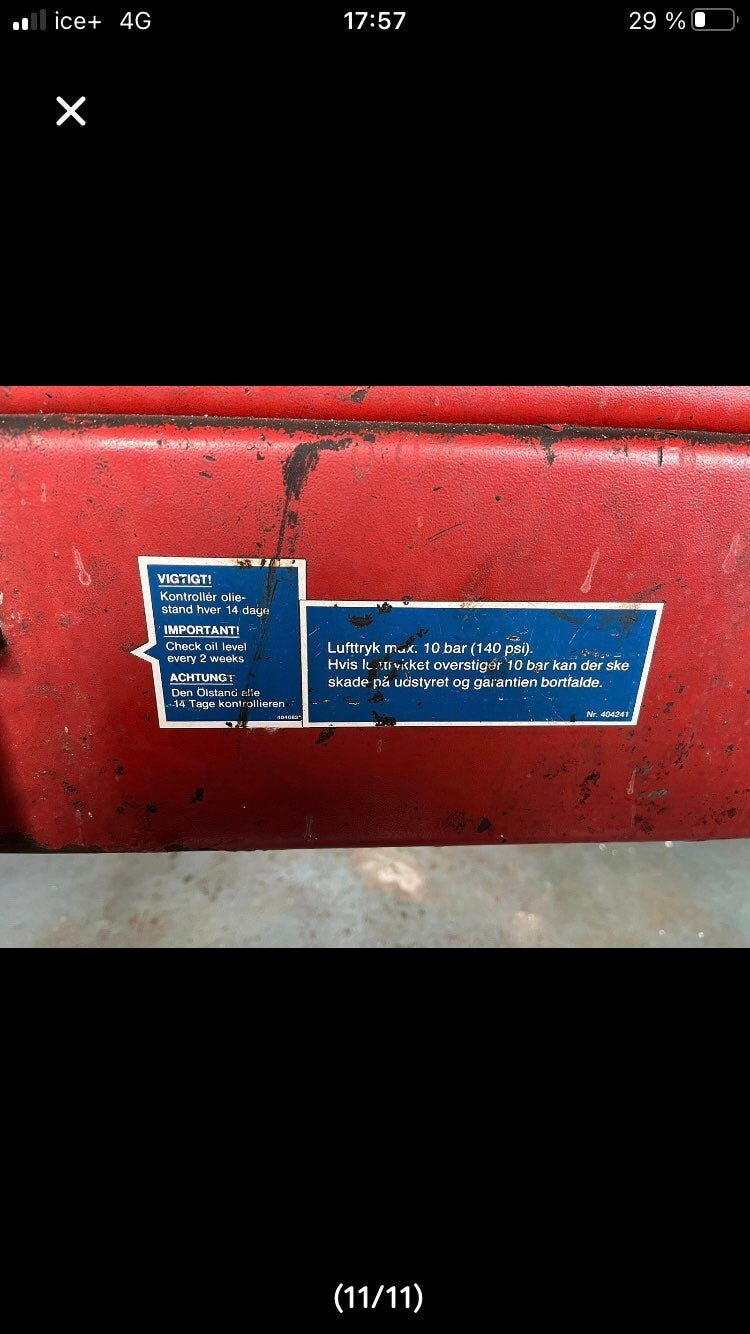 ice+ 4G
17:57
29 %
VIGTIGT!
Kontrollér olie-
stand hver 14 dage
IMPORTANT!
Check oil level
every 2 weeks
ACHTUNG!
Den Ölstand alle
14 Tage kontrollieren
Lufttryk max. 10 bar (140 psi).
Hvis lufttrykket overstiger 10 bar kan der ske
skade på udstyret og garantien bortfalde.
Nr. 404241
(11/11)